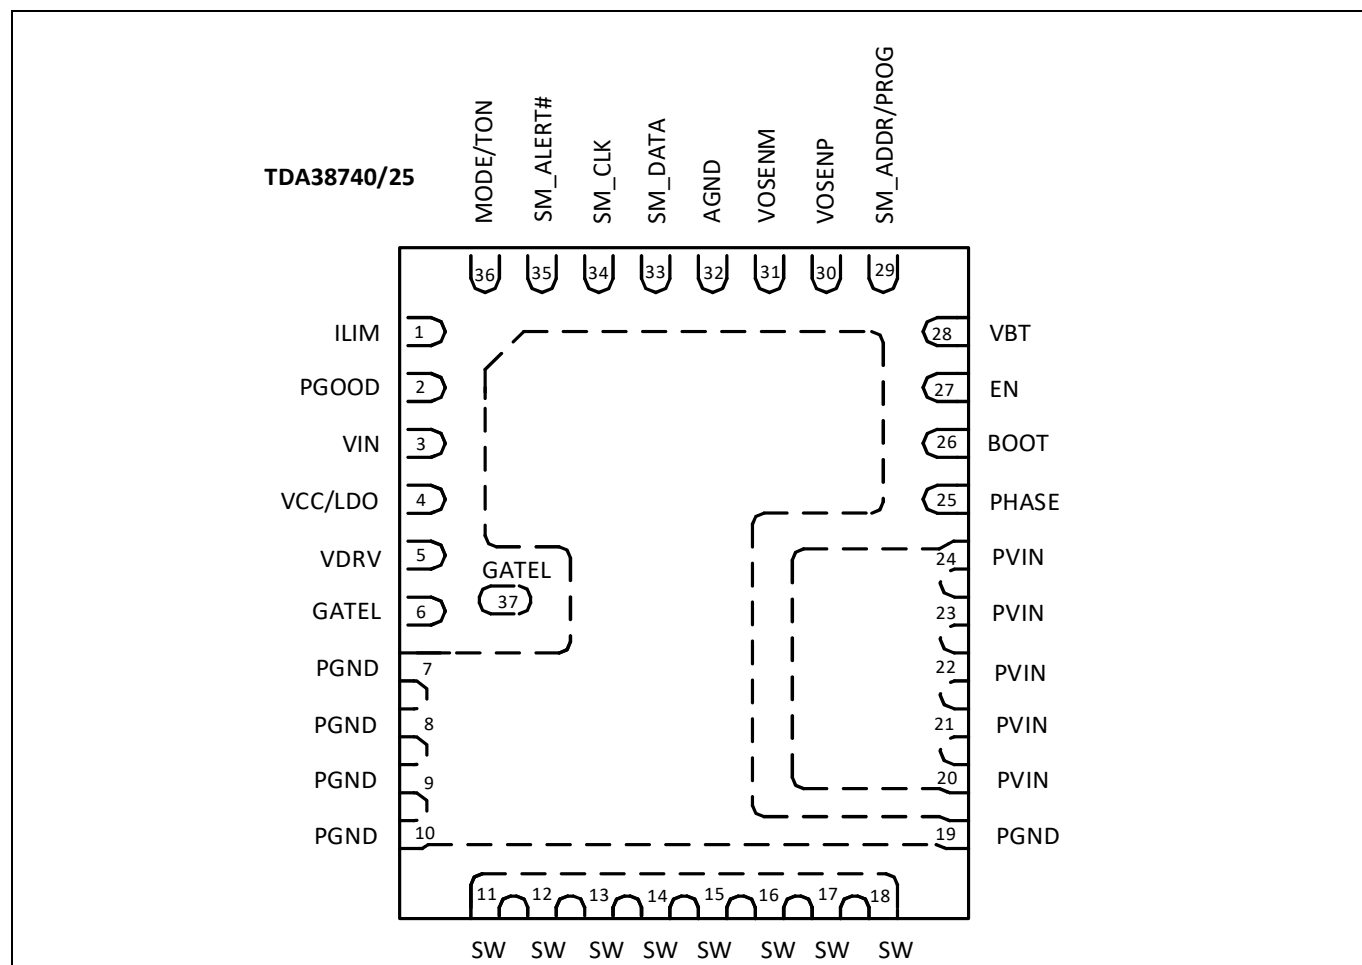 TDA38740/25
MODE/TON
SM_ALERT#
SM_CLK
SM_DATA
AGND
VOSENM
VOSENP
SM_ADDR/PROG
36 35 34 33 32 31 30 29
ILIM 1 28 VBT
PGOOD 2 27 EN
VIN 3 26 BOOT
VCC/LDO 4 25 PHASE
VDRV 5 24 PVIN
GATEL
37
GATEL 6 23 PVIN
PGND 7 22 PVIN
PGND 8 21 PVIN
PGND 9 20 PVIN
PGND 10 19 PGND
11 12 13 14 15 16 17 18
SW SW SW SW SW SW SW SW